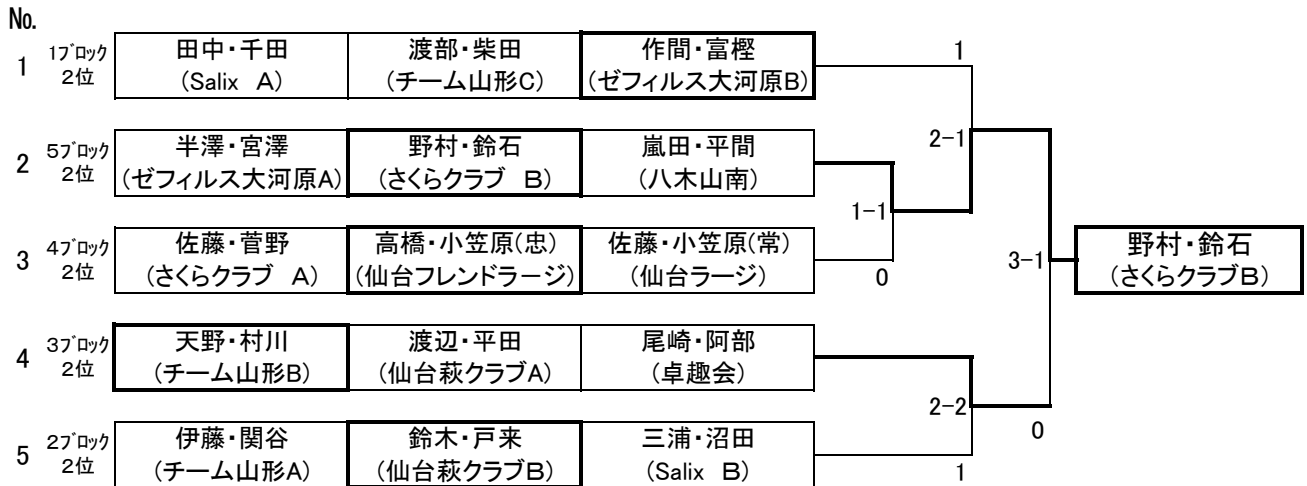 No.
1 1ブロック 2位 田中・千田 (Salix A) 渡部・柴田 (チーム山形C) 作間・富樫 (ゼフィルス大河原B) 1
2-1
2 5ブロック 2位 半澤・宮澤 (ゼフィルス大河原A) 野村・鈴石 (さくらクラブ B) 嵐田・平間 (八木山南)
1-1
3 4ブロック 2位 佐藤・菅野 (さくらクラブ A) 高橋・小笠原(忠) (仙台フレンドラージ) 佐藤・小笠原(常) (仙台ラージ) 0
3-1 野村・鈴石 (さくらクラブB)
4 3ブロック 2位 天野・村川 (チーム山形B) 渡辺・平田 (仙台萩クラブA) 尾崎・阿部 (卓趣会)
2-2
0
5 2ブロック 2位 伊藤・関谷 (チーム山形A) 鈴木・戸来 (仙台萩クラブB) 三浦・沼田 (Salix B) 1